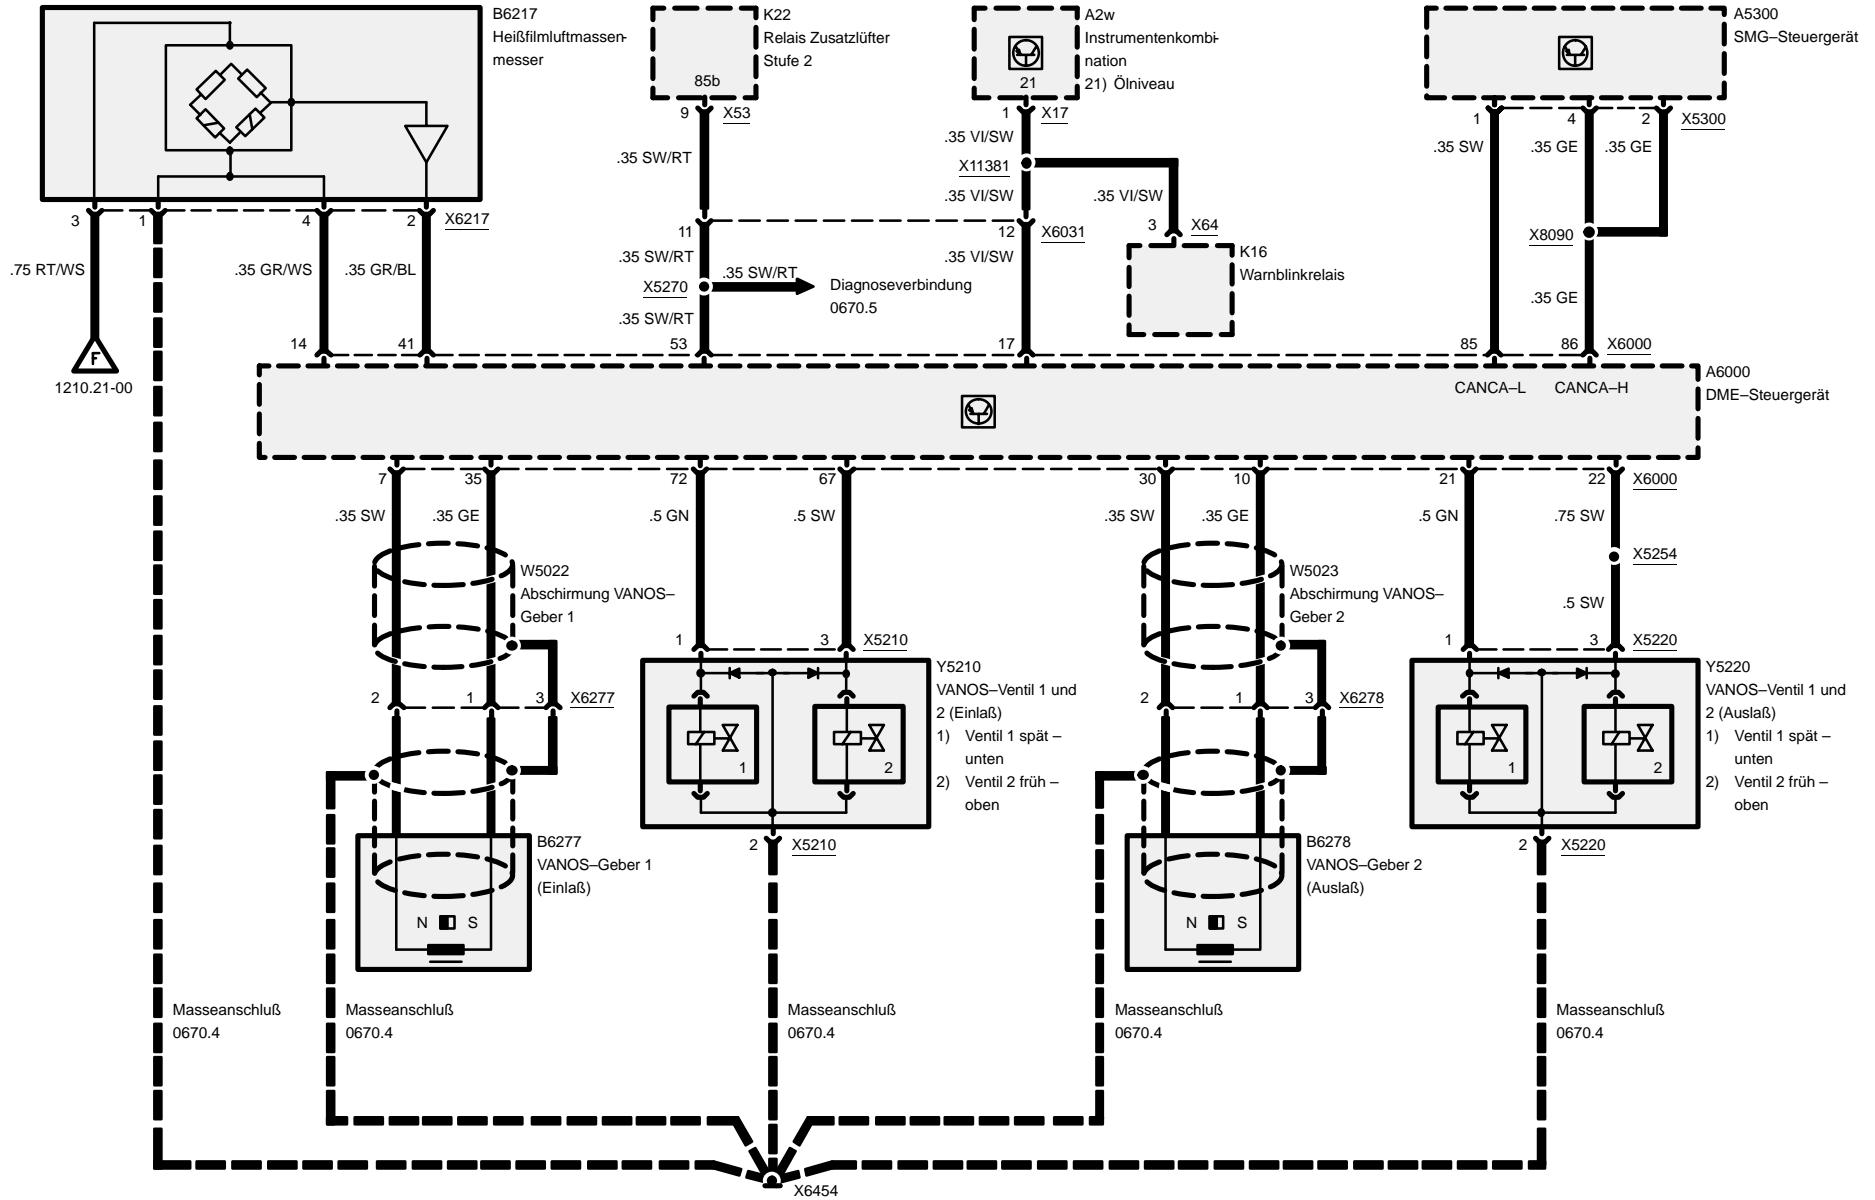 B6217
Heißfilmluftmassen-
messer
K22
Relais Zusatzlüfter
Stufe 2
85b
A2w
Instrumentenkombi-
nation
21) Ölniveau
21
A5300
SMG–Steuergerät
9 X53
1 X17
1 4 2 X5300
.35 SW/RT
.35 VI/SW
X11381
.35 VI/SW
.35 VI/SW
.35 SW
.35 GE
.35 GE
3 1 4 2 X6217
11 12 X6031
3 X64
K16
Warnblinkrelais
X8090
.75 RT/WS
.35 GR/WS
.35 GR/BL
.35 SW/RT
.35 VI/SW
X5270
.35 SW/RT
Diagnoseverbindung
0670.5
.35 SW/RT
.35 GE
F
1210.21-00
14 41 53 17 85 86 X6000
CANCA–L CANCA–H
A6000
DME–Steuergerät
7 35 72 67 30 10 21 22 X6000
.35 SW .35 GE .5 GN .5 SW .35 SW .35 GE .5 GN .75 SW
X5254
.5 SW
W5022
Abschirmung VANOS–
Geber 1
W5023
Abschirmung VANOS–
Geber 2
1 3 X5210
1 3 X5220
2 1 3 X6277
2 1 3 X6278
Y5210
VANOS–Ventil 1 und
2 (Einlaß)
1) Ventil 1 spät –
unten
2) Ventil 2 früh –
oben
1 2
Y5220
VANOS–Ventil 1 und
2 (Auslaß)
1) Ventil 1 spät –
unten
2) Ventil 2 früh –
oben
1 2
2 X5210
2 X5220
B6277
VANOS–Geber 1
(Einlaß)
N S
B6278
VANOS–Geber 2
(Auslaß)
N S
Masseanschluß
0670.4
Masseanschluß
0670.4
Masseanschluß
0670.4
Masseanschluß
0670.4
Masseanschluß
0670.4
X6454